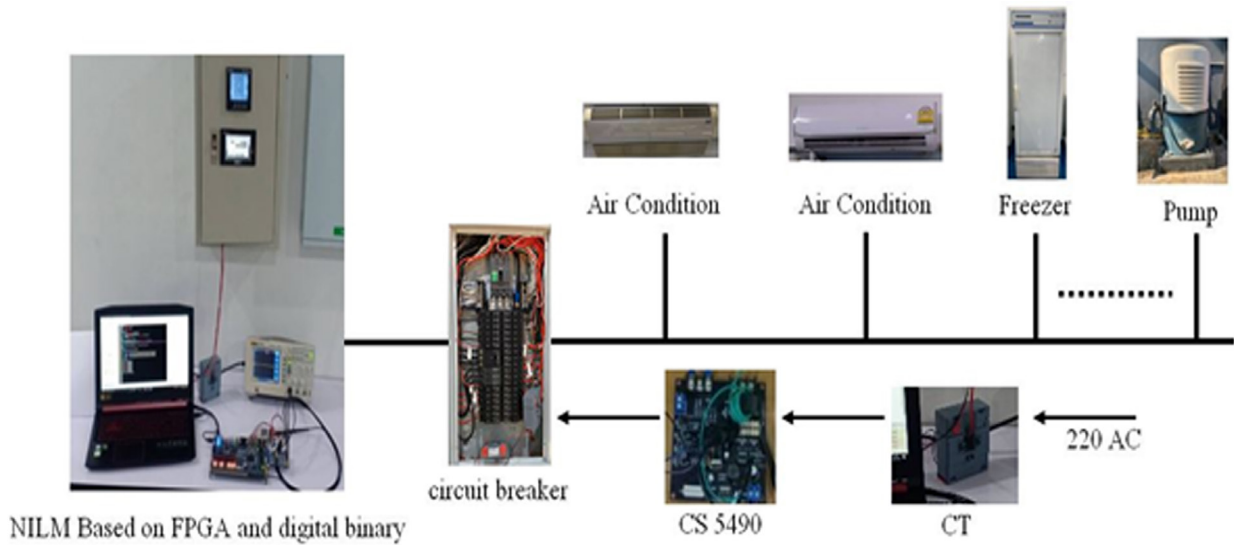 Air Condition
Air Condition
Freezer
Pump
circuit breaker
220 AC
CS 5490
CT
NILM Based on FPGA and digital binary